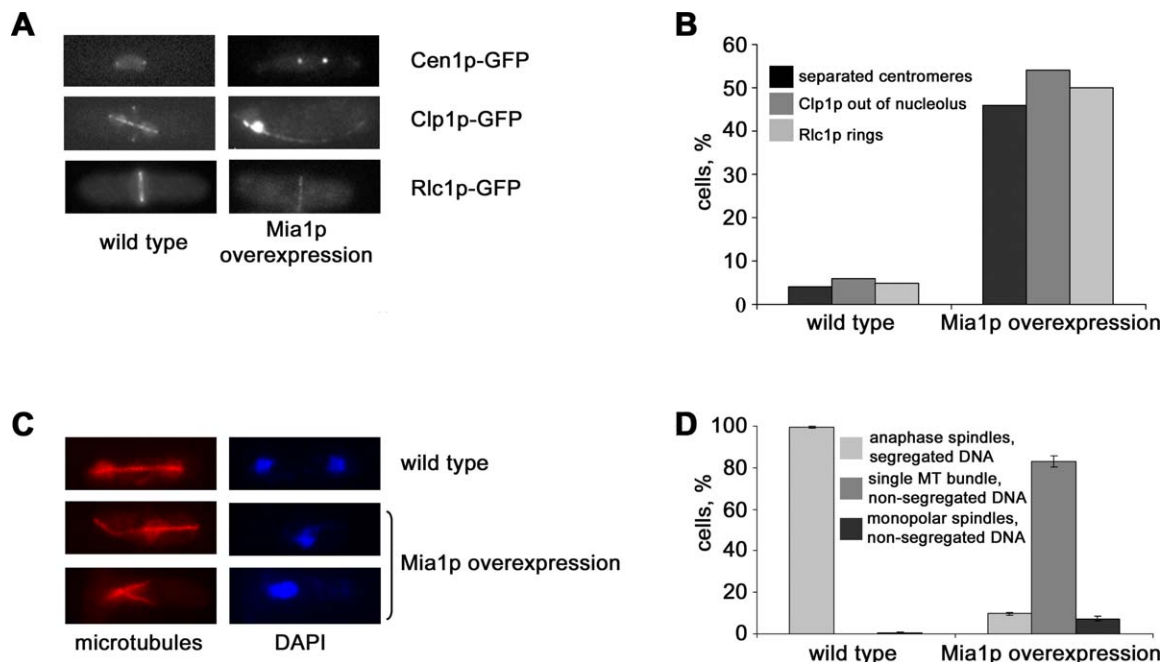 A
Cen1p-GFP
Clp1p-GFP
Rlc1p-GFP
wild type
Mia1p
overexpression
B
60
50
40
30
20
10
0
cells, %
separated centromeres
Clp1p out of nucleolus
Rlc1p rings
wild type
Mia1p overexpression
C
wild type
Mia1p overexpression
microtubules
DAPI
D
100
80
60
40
20
0
cells, %
anaphase spindles,
segregated DNA
single MT bundle,
non-segregated DNA
monopolar spindles,
non-segregated DNA
wild type
Mia1p overexpression